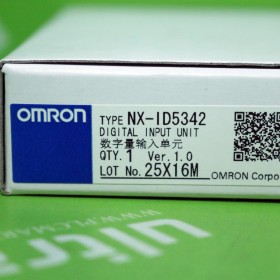 OMRON
TYPE NX-ID5342
DIGITAL INPUT UNIT
数字量输入单元
QTY. 1 Ver. 1.0
LOT No. 25X16M
OMRON Corpor